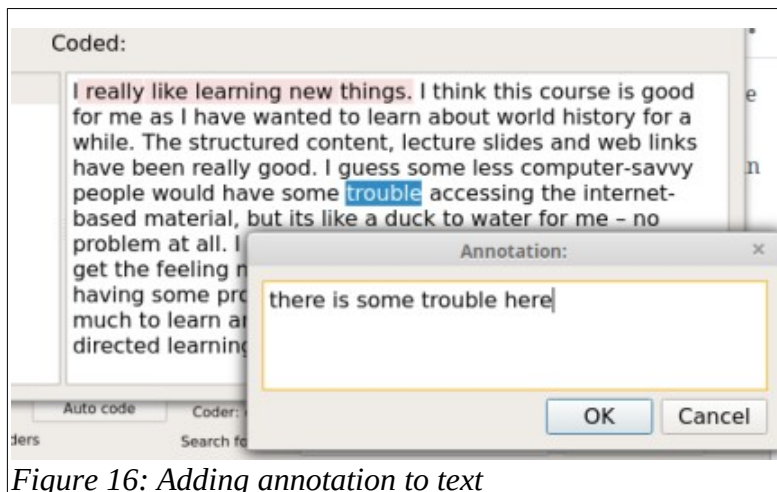 Coded:
I really like learning new things. I think this course is good
for me as I have wanted to learn about world history for a
while. The structured content, lecture slides and web links
have been really good. I guess some less computer-savvy
people would have some trouble accessing the internet-
based material, but its like a duck to water for me – no
problem at all. I
get the feeling
having some
much to learn
directed learning
Annotation:
there is some trouble here
OK Cancel
Auto code Coder:
Search
Figure 16: Adding annotation to text